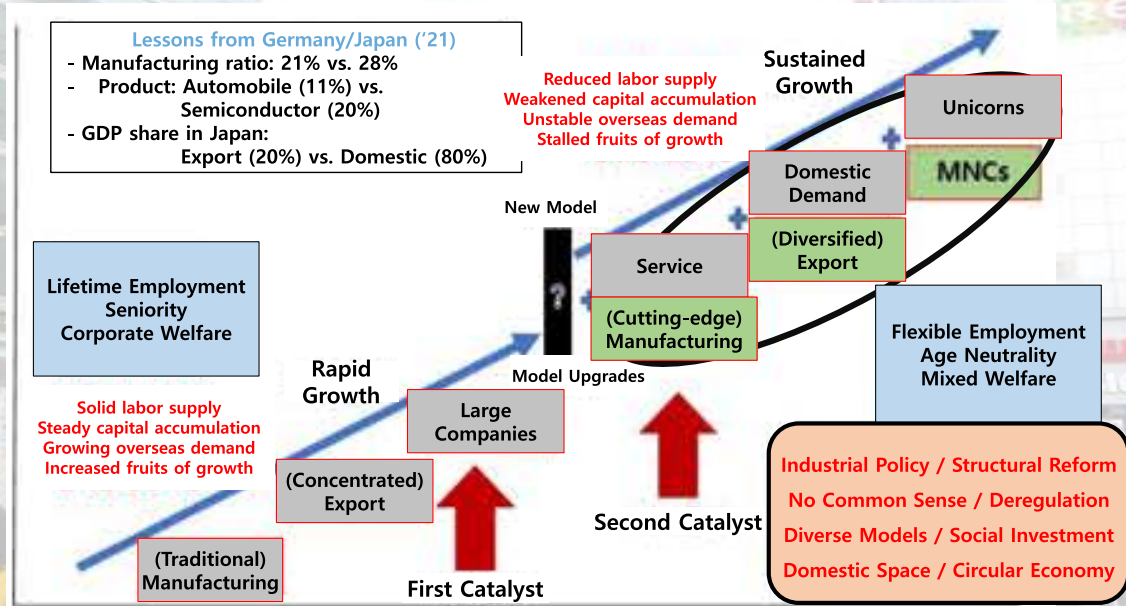 Lessons from Germany/Japan ('21)
- Manufacturing ratio: 21% vs. 28%
- Product: Automobile (11%) vs.
Semiconductor (20%)
- GDP share in Japan:
Export (20%) vs. Domestic (80%)
Reduced labor supply
Weakened capital accumulation
Unstable overseas demand
Stalled fruits of growth
Sustained
Growth
Unicorns
+
MNCs
Domestic
Demand
+
(Diversified)
Export
New Model
?
Service
+
(Cutting-edge)
Manufacturing
Model Upgrades
Lifetime Employment
Seniority
Corporate Welfare
Flexible Employment
Age Neutrality
Mixed Welfare
Rapid
Growth
Solid labor supply
Steady capital accumulation
Growing overseas demand
Increased fruits of growth
Large
Companies
(Concentrated)
Export
(Traditional)
Manufacturing
First Catalyst
Second Catalyst
Industrial Policy / Structural Reform
No Common Sense / Deregulation
Diverse Models / Social Investment
Domestic Space / Circular Economy